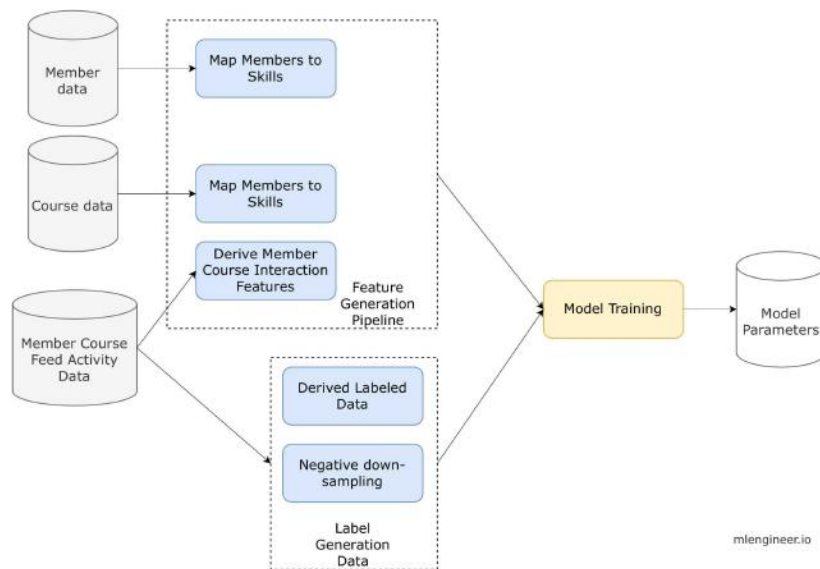 Member
data
Map Members to
Skills
Course data
Map Members to
Skills
Derive Member
Course Interaction
Features
Feature
Generation
Pipeline
Member Course
Feed Activity
Data
Model Training
Model
Parameters
Derived Labeled
Data
Negative down-
sampling
Label
Generation
Data
mlengineer.io